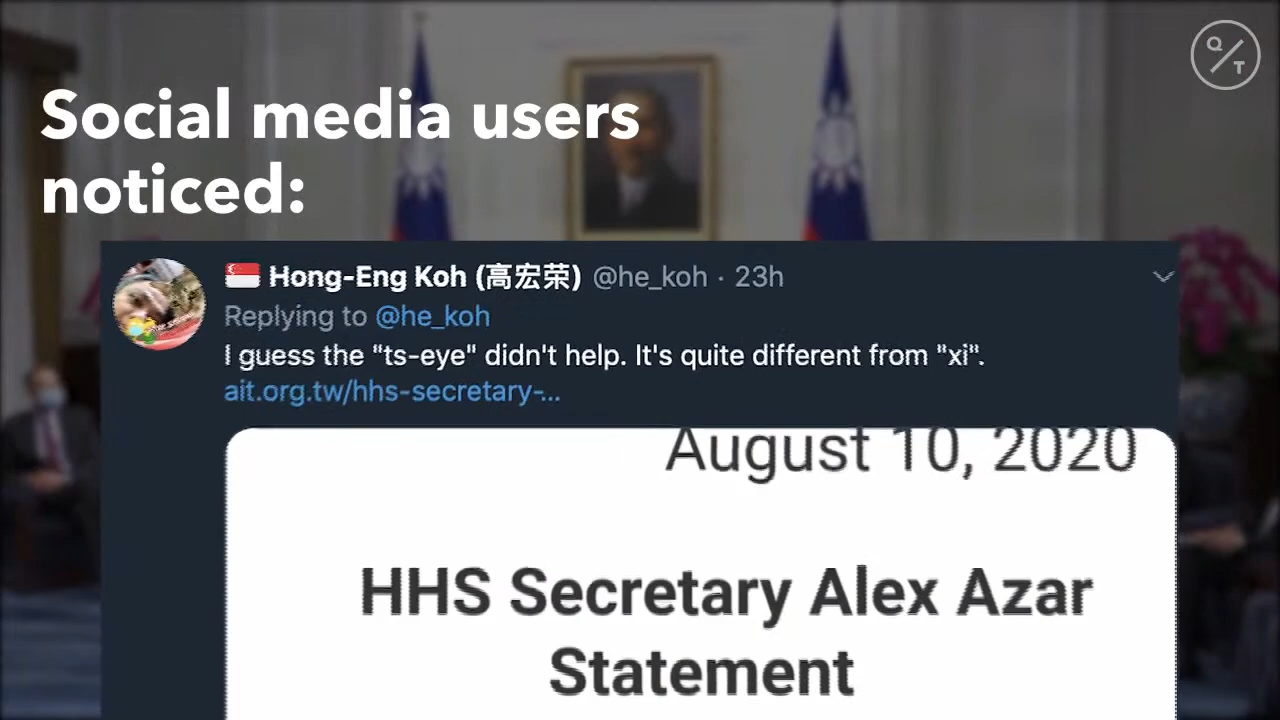 Q
T
Social media users
noticed:
Hong-Eng Koh (高宏荣) @he_koh · 23h
Replying to @he_koh
I guess the "ts-eye" didn't help. It's quite different from "xi".
ait.org.tw/hhs-secretary-...
August 10, 2020
HHS Secretary Alex Azar
Statement